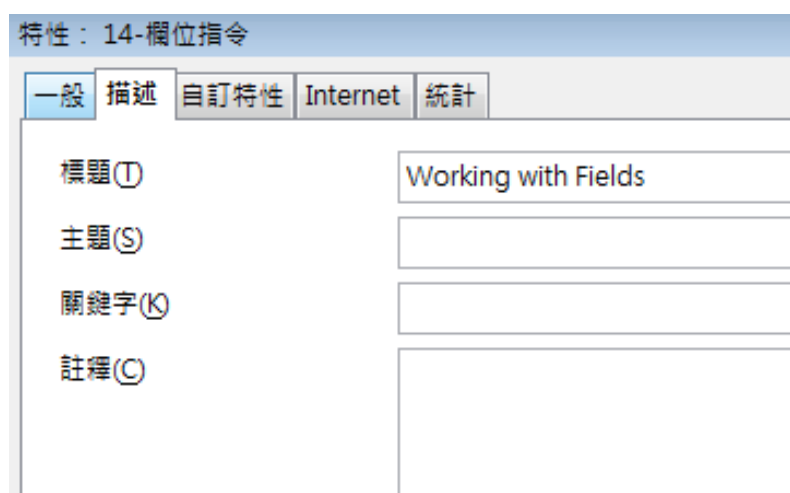 特性： 14-欄位指令
一般 描述 自訂特性 Internet 統計
標題(T) Working with Fields
主題(S)
關鍵字(K)
註釋(C)